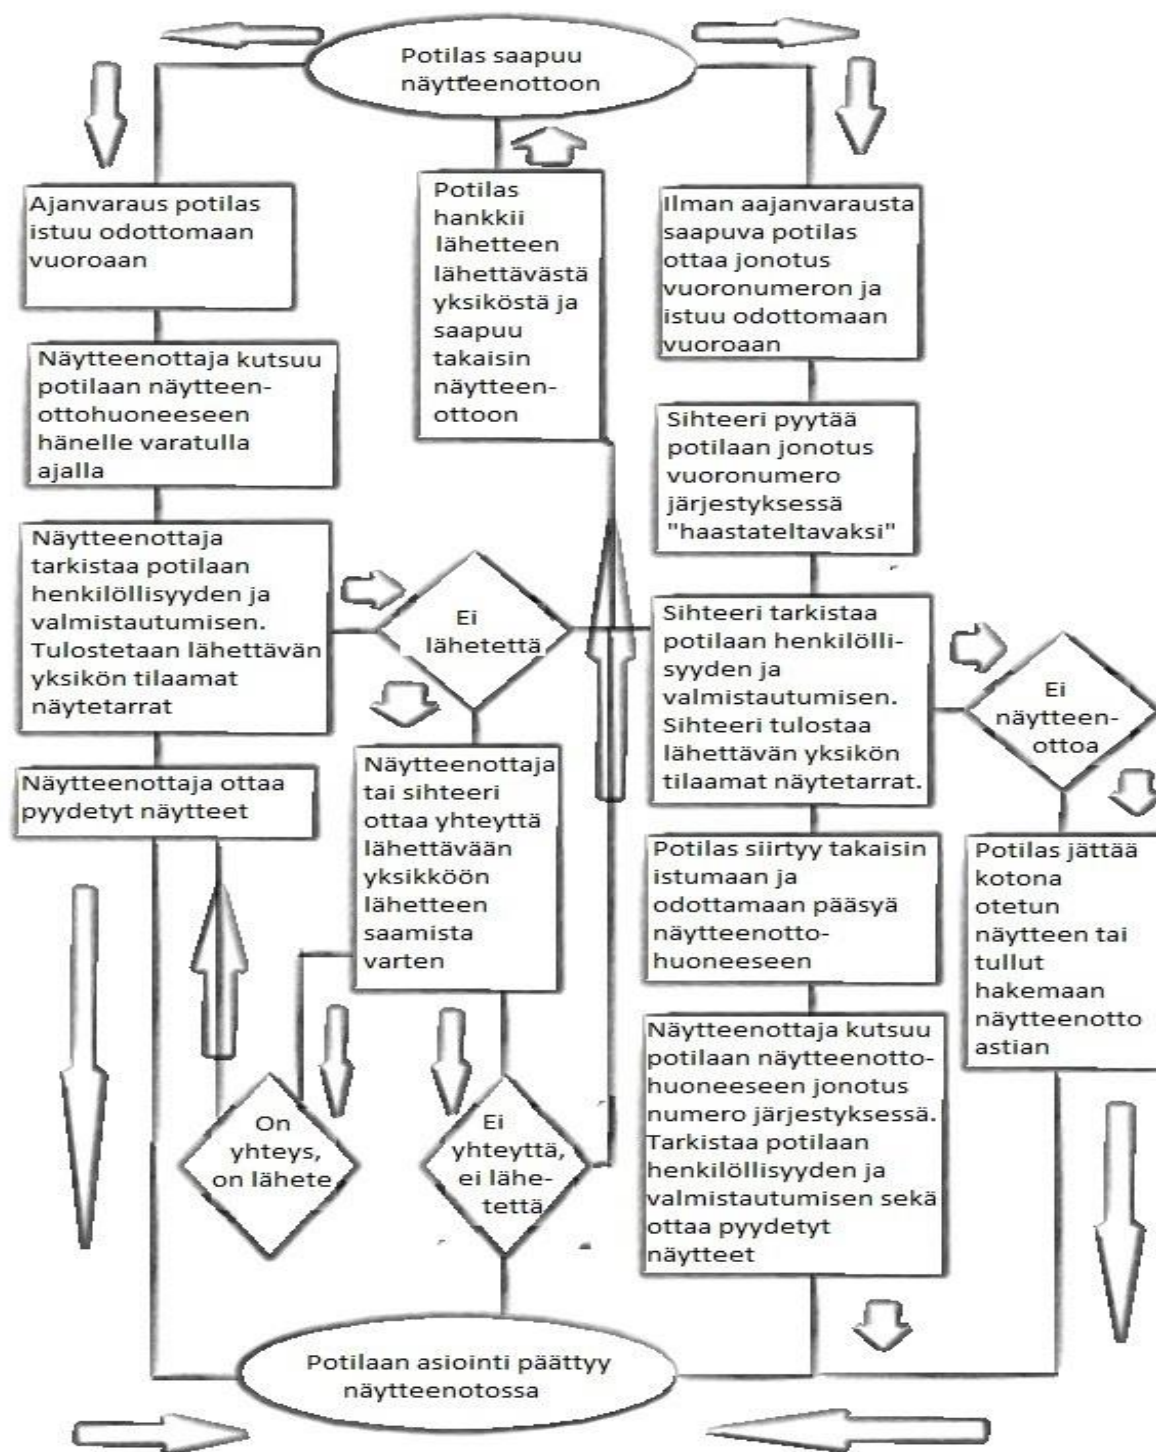 Potilas saapuu
näytteenottoon
Ajanvaraus potilas
istuu odottomaan
vuoroaan
Näytteenottaja kutsuu
potilaan näytteen-
ottohuoneeseen
hänelle varatulla
ajalla
Näytteenottaja
tarkistaa potilaan
henkilöllisyyden ja
valmistautumisen.
Tulostetaan lähettävän
yksikön tilaamat
näytetarrat
Näytteenottaja ottaa
pyydetyt näytteet
Potilas
hankkii
lähetteen
lähettävästä
yksiköstä ja
saapuu
takaisin
näytteen-
ottoon
Ei
lähetettä
Näytteenottaja
tai sihteeri
ottaa yhteyttä
lähettävään
yksikköön
lähetteen
saamista
varten
On
yhteys,
on lähete
Ei
yhteyttä,
ei lähe-
tettä
Ilman aajanvarausta
saapuva potilas
ottaa jonotus
vuoronumeron ja
istuu odottomaan
vuoroaan
Sihteeri pyytää
potilaan jonotus
vuoronumero
järjestyksessä
"haastateltavaksi"
Sihteeri tarkistaa
potilaan henkilölli-
syyden ja
valmistautumisen.
Sihteeri tulostaa
lähettävän yksikön
tilaamat näytetarrat.
Potilas siirtyy takaisin
istumaan ja
odottamaan pääsyä
näytteenotto-
huoneeseen
Näytteenottaja kutsuu
potilaan näytteenotto-
huoneeseen jonotus
numero järjestyksessä.
Tarkistaa potilaan
henkilöllisyyden ja
valmistautumisen sekä
ottaa pyydetyt
näytteet
Ei
näytteen-
ottoa
Potilas jättää
kotona
otetun
näytteen tai
tullut
hakemaan
näytteenotto
astian
Potilaan asiointi päättyy
näytteenotossa